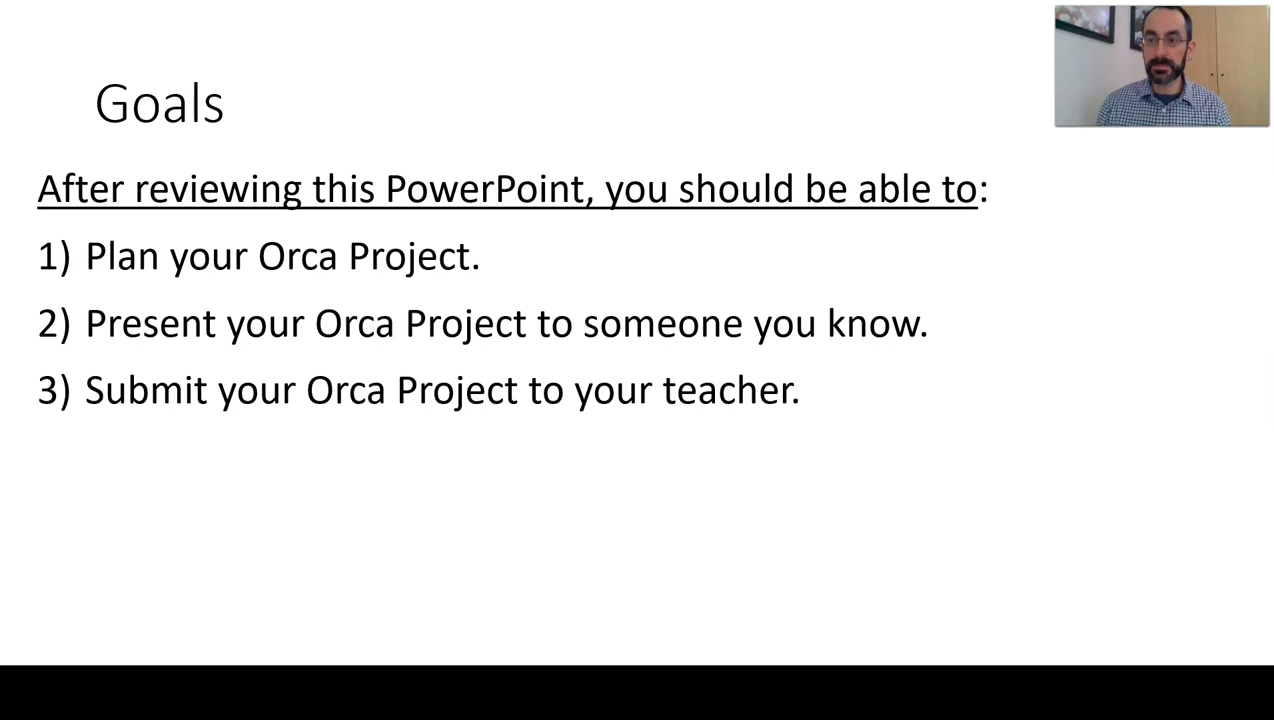 Goals
After reviewing this PowerPoint, you should be able to:
1) Plan your Orca Project.
2) Present your Orca Project to someone you know.
3) Submit your Orca Project to your teacher.